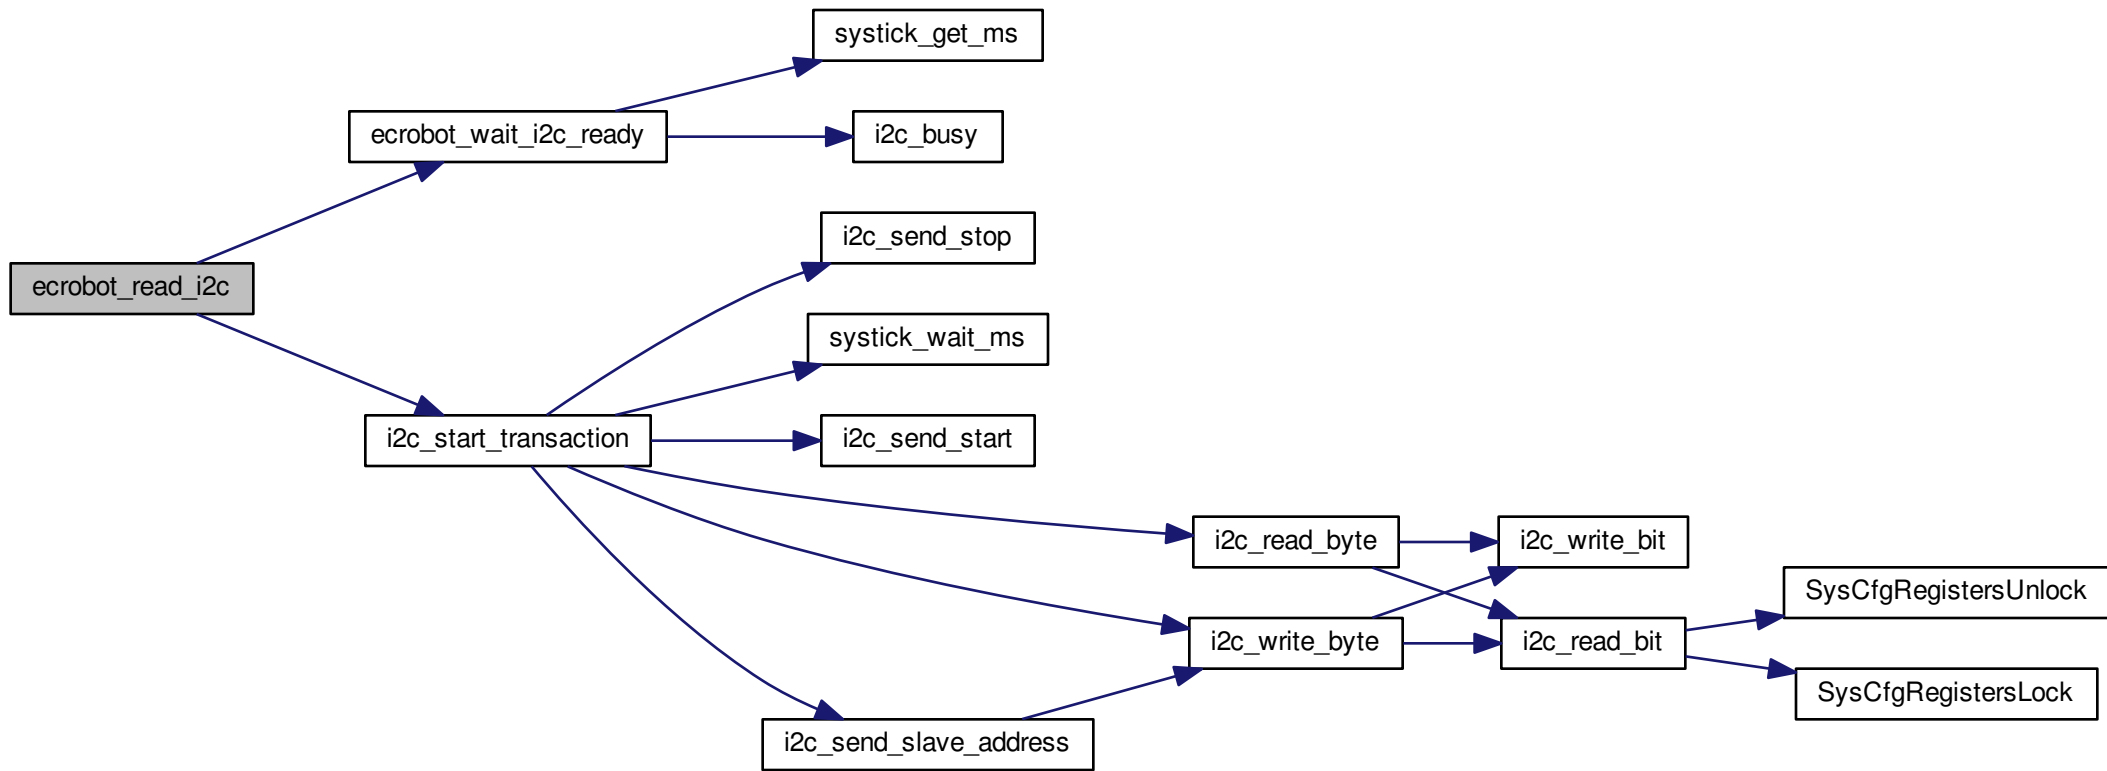 systick_get_ms
ecrobot_wait_i2c_ready
i2c_busy
i2c_send_stop
ecrobot_read_i2c
systick_wait_ms
i2c_start_transaction
i2c_send_start
i2c_read_byte
i2c_write_bit
SysCfgRegistersUnlock
i2c_write_byte
i2c_read_bit
SysCfgRegistersLock
i2c_send_slave_address